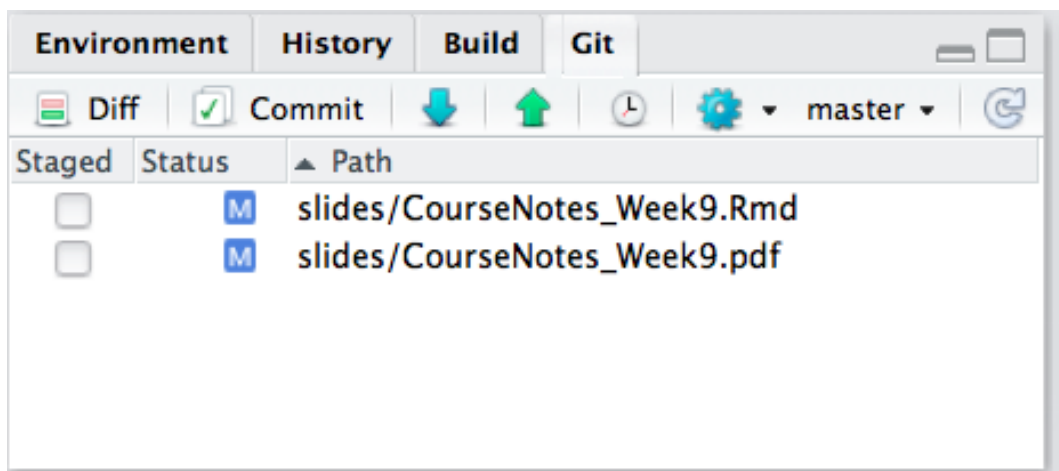 Environment History Build Git
Diff Commit master
Staged Status Path
M slides/CourseNotes_Week9.Rmd
M slides/CourseNotes_Week9.pdf